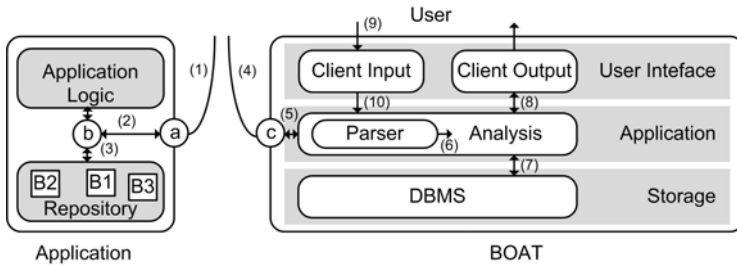 User
(9)
Client Input
Client Output
User Inteface
Application
Logic
(1)
(4)
(10)
(8)
b
(2)
a
c
(5)
Parser
(6)
Analysis
Application
(3)
(7)
B2
B1
B3
Repository
DBMS
Storage
Application
BOAT